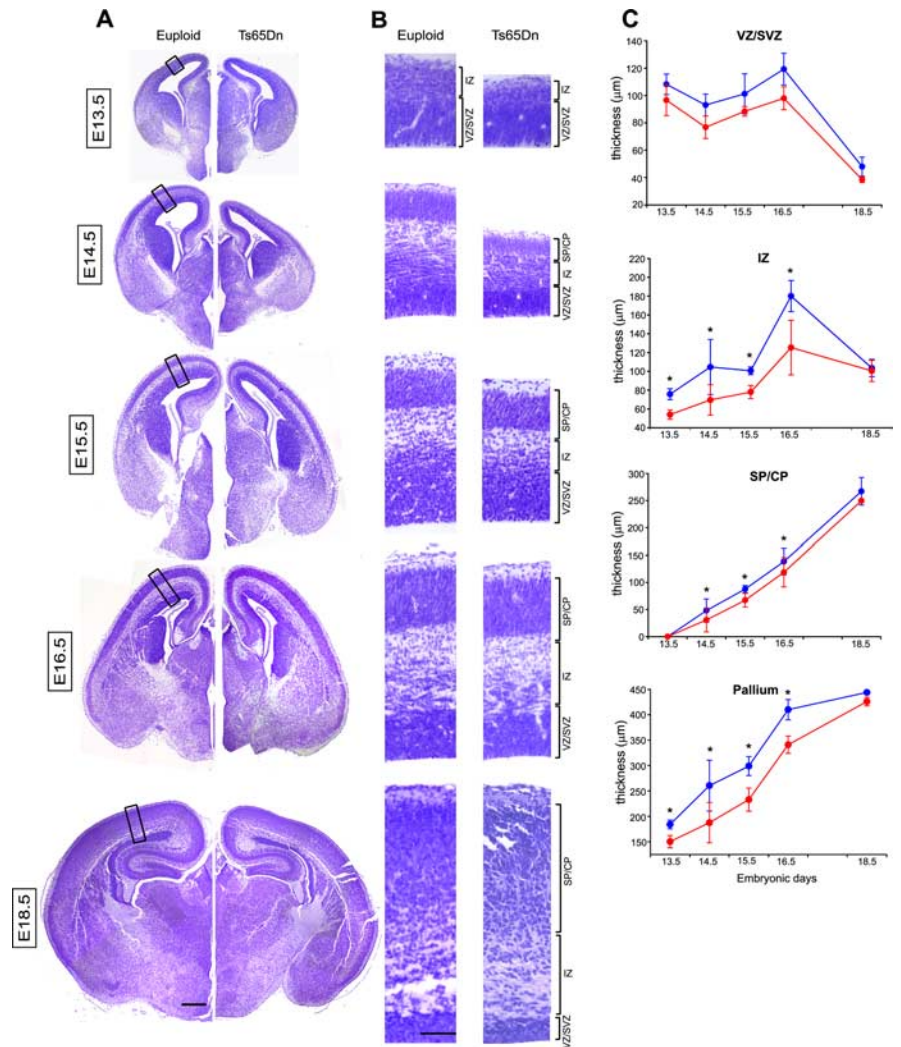 A
B
C
Euploid Ts65Dn
Euploid Ts65Dn
E13.5
IZ
VZ/SVZ
E14.5
SP/CP
IZ
VZ/SVZ
E15.5
SP/CP
IZ
VZ/SVZ
E16.5
SP/CP
IZ
VZ/SVZ
E18.5
SP/CP
IZ
VZ/SVZ
VZ/SVZ
thickness (μm)
140
120
100
80
60
40
20
13.5 14.5 15.5 16.5 18.5
IZ
thickness (μm)
220
200
180
160
140
120
100
80
60
40
* * * *
13.5 14.5 15.5 16.5 18.5
SP/CP
thickness (μm)
300
250
200
150
100
50
0
* * *
13.5 14.5 15.5 16.5 18.5
Pallium
thickness (μm)
450
400
350
300
250
200
150
* * * *
13.5 14.5 15.5 16.5 18.5
Embryonic days